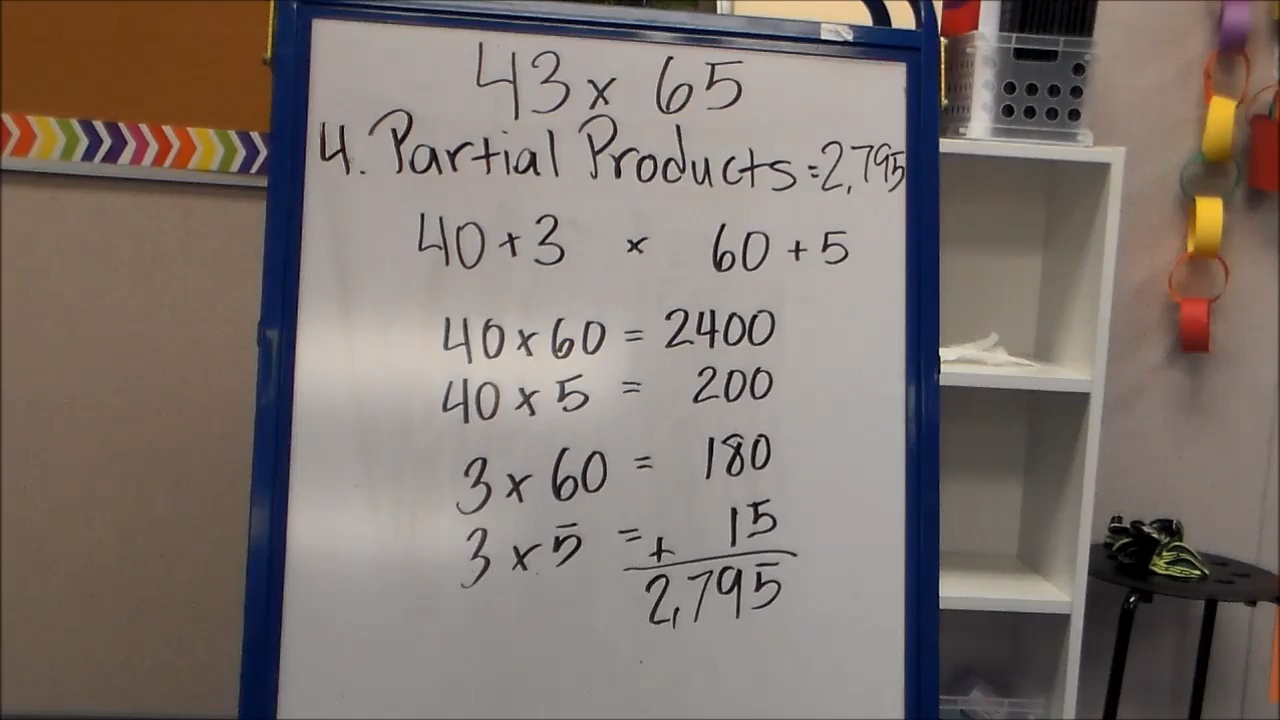 43 x 65
4. Partial Products = 2,795
40 + 3 x 60 + 5
40 x 60 = 2400
40 x 5 = 200
3 x 60 = 180
3 x 5 = + 15
2,795